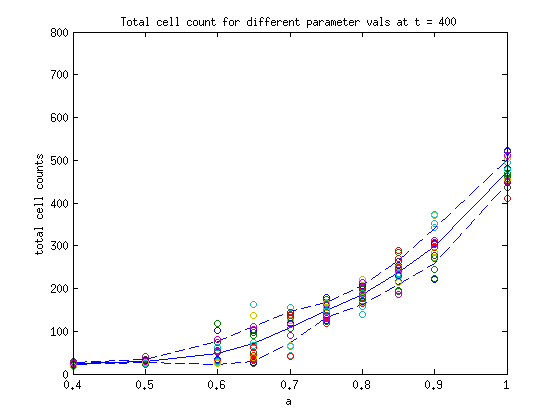 Total cell count for different parameter vals at t = 400
800
700
600
500
400
300
200
100
0
total cell counts
0.4 0.5 0.6 0.7 0.8 0.9 1
a